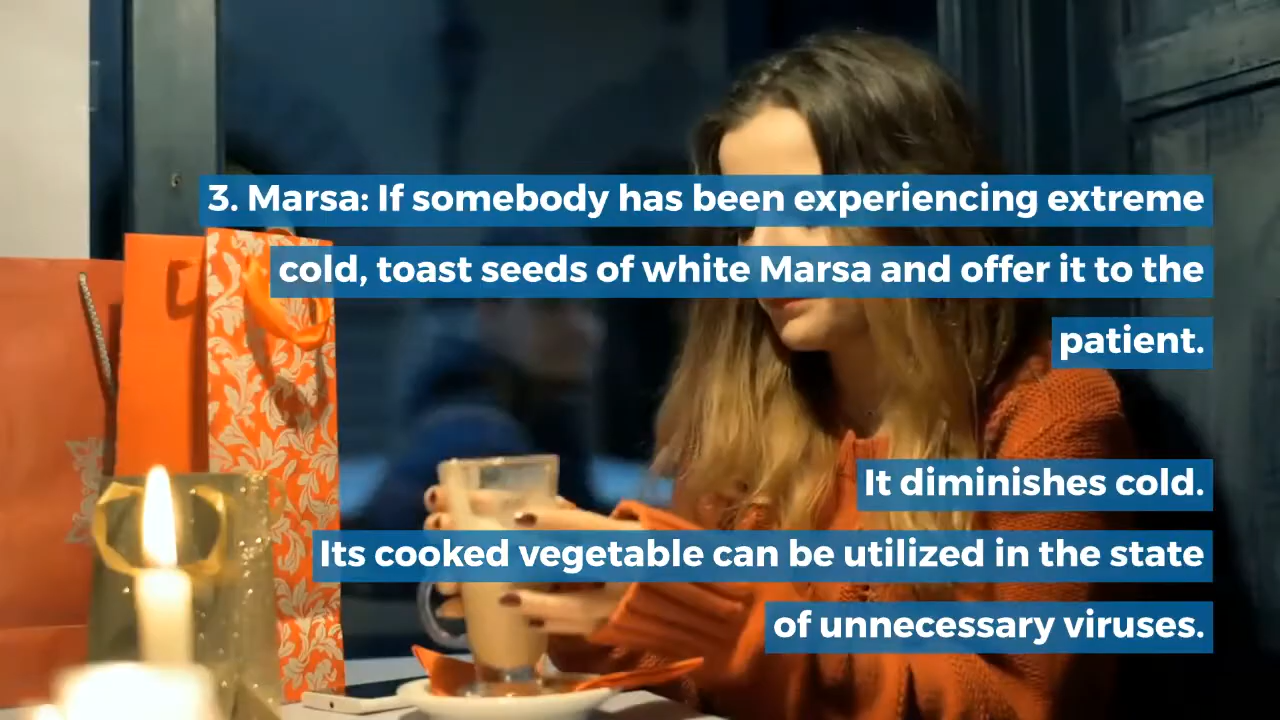 3. Marsa: If somebody has been experiencing extreme
cold, toast seeds of white Marsa and offer it to the
patient.
It diminishes cold.
Its cooked vegetable can be utilized in the state
of unnecessary viruses.